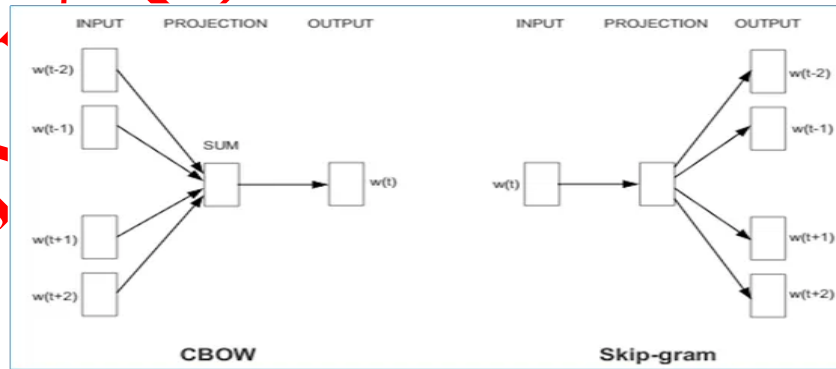 INPUT PROJECTION OUTPUT
w(t-2)
w(t-1)
SUM
w(t)
w(t+1)
w(t+2)
CBOW
INPUT PROJECTION OUTPUT
w(t-2)
w(t-1)
w(t)
w(t+1)
w(t+2)
Skip-gram